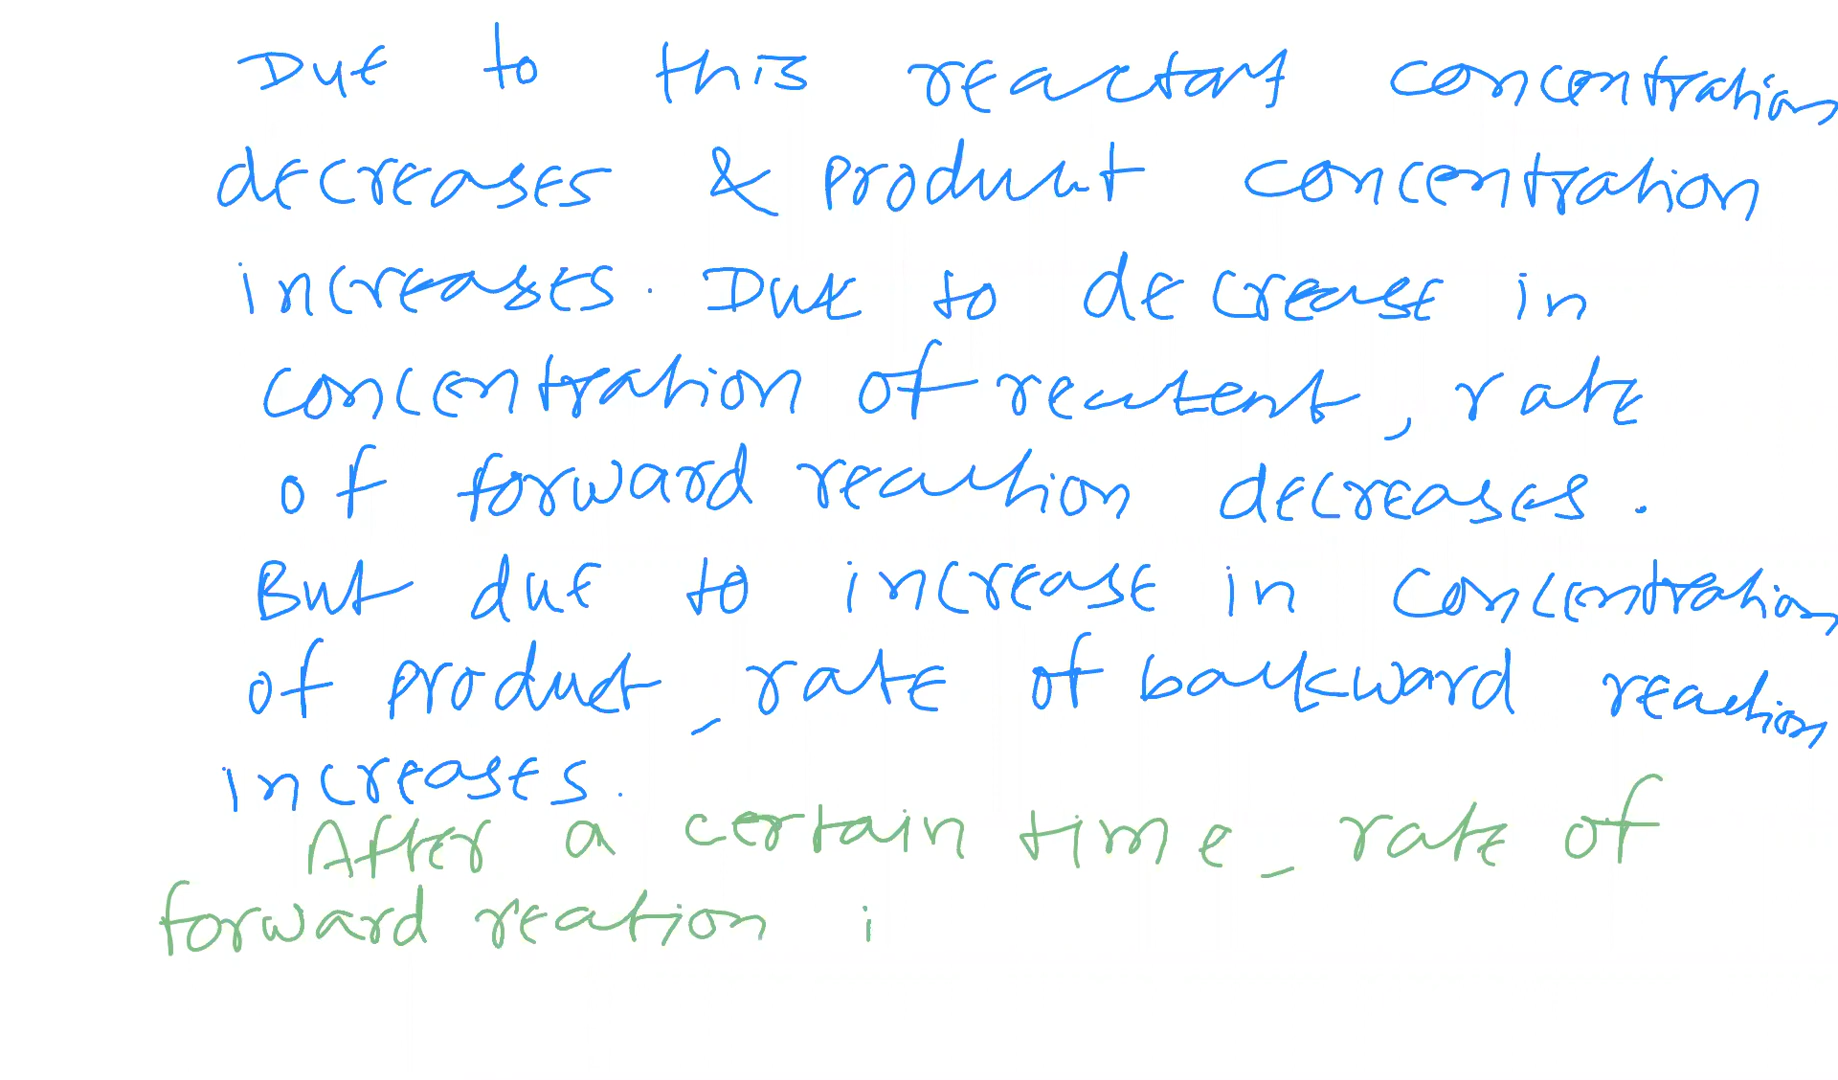 Due to this reactant concentration
decreases & product concentration
increases. Due to decrease in
concentration of reactent, rate
of forward reaction decreases.
But due to increase in concentration
of product, rate of backward reaction
increases.
After a certain time, rate of
forward reation i